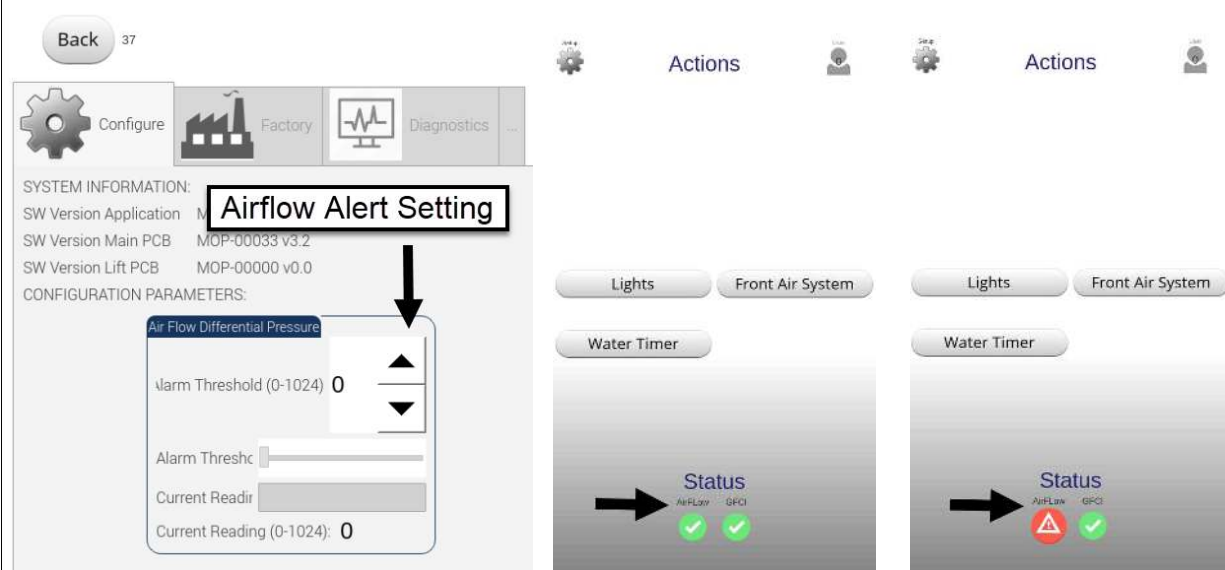 Back 37
Configure
Factory
Diagnostics ...
SYSTEM INFORMATION:
Airflow Alert Setting
SW Version Application M
SW Version Main PCB MOP-00033 v3.2
SW Version Lift PCB MOP-00000 v0.0
CONFIGURATION PARAMETERS:
Air Flow Differential Pressure
Alarm Threshold (0-1024) 0
Alarm Thresho
Current Readin
Current Reading (0-1024): 0
Actions
Lights
Front Air System
Water Timer
Status
AirFLow GFCI
Setup
Actions
User
Lights
Front Air System
Water Timer
Status
AirFLow GFCI